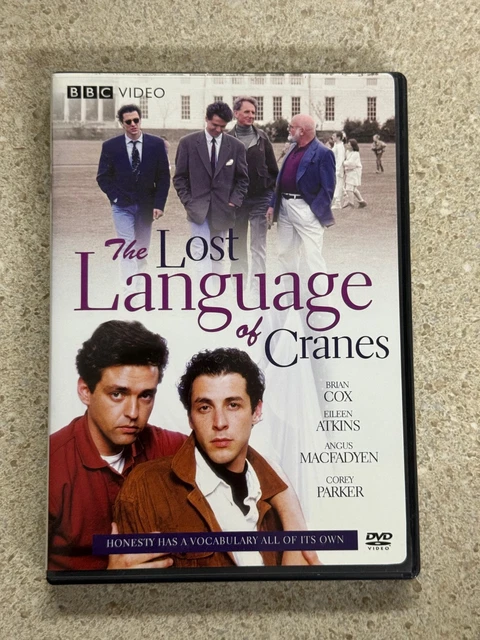 BBC VIDEO
The Lost
Language
of Cranes
BRIAN
COX
EILEEN
ATKINS
ANGUS
MACFADYEN
COREY
PARKER
HONESTY HAS A VOCABULARY ALL OF ITS OWN
DVD
VIDEO